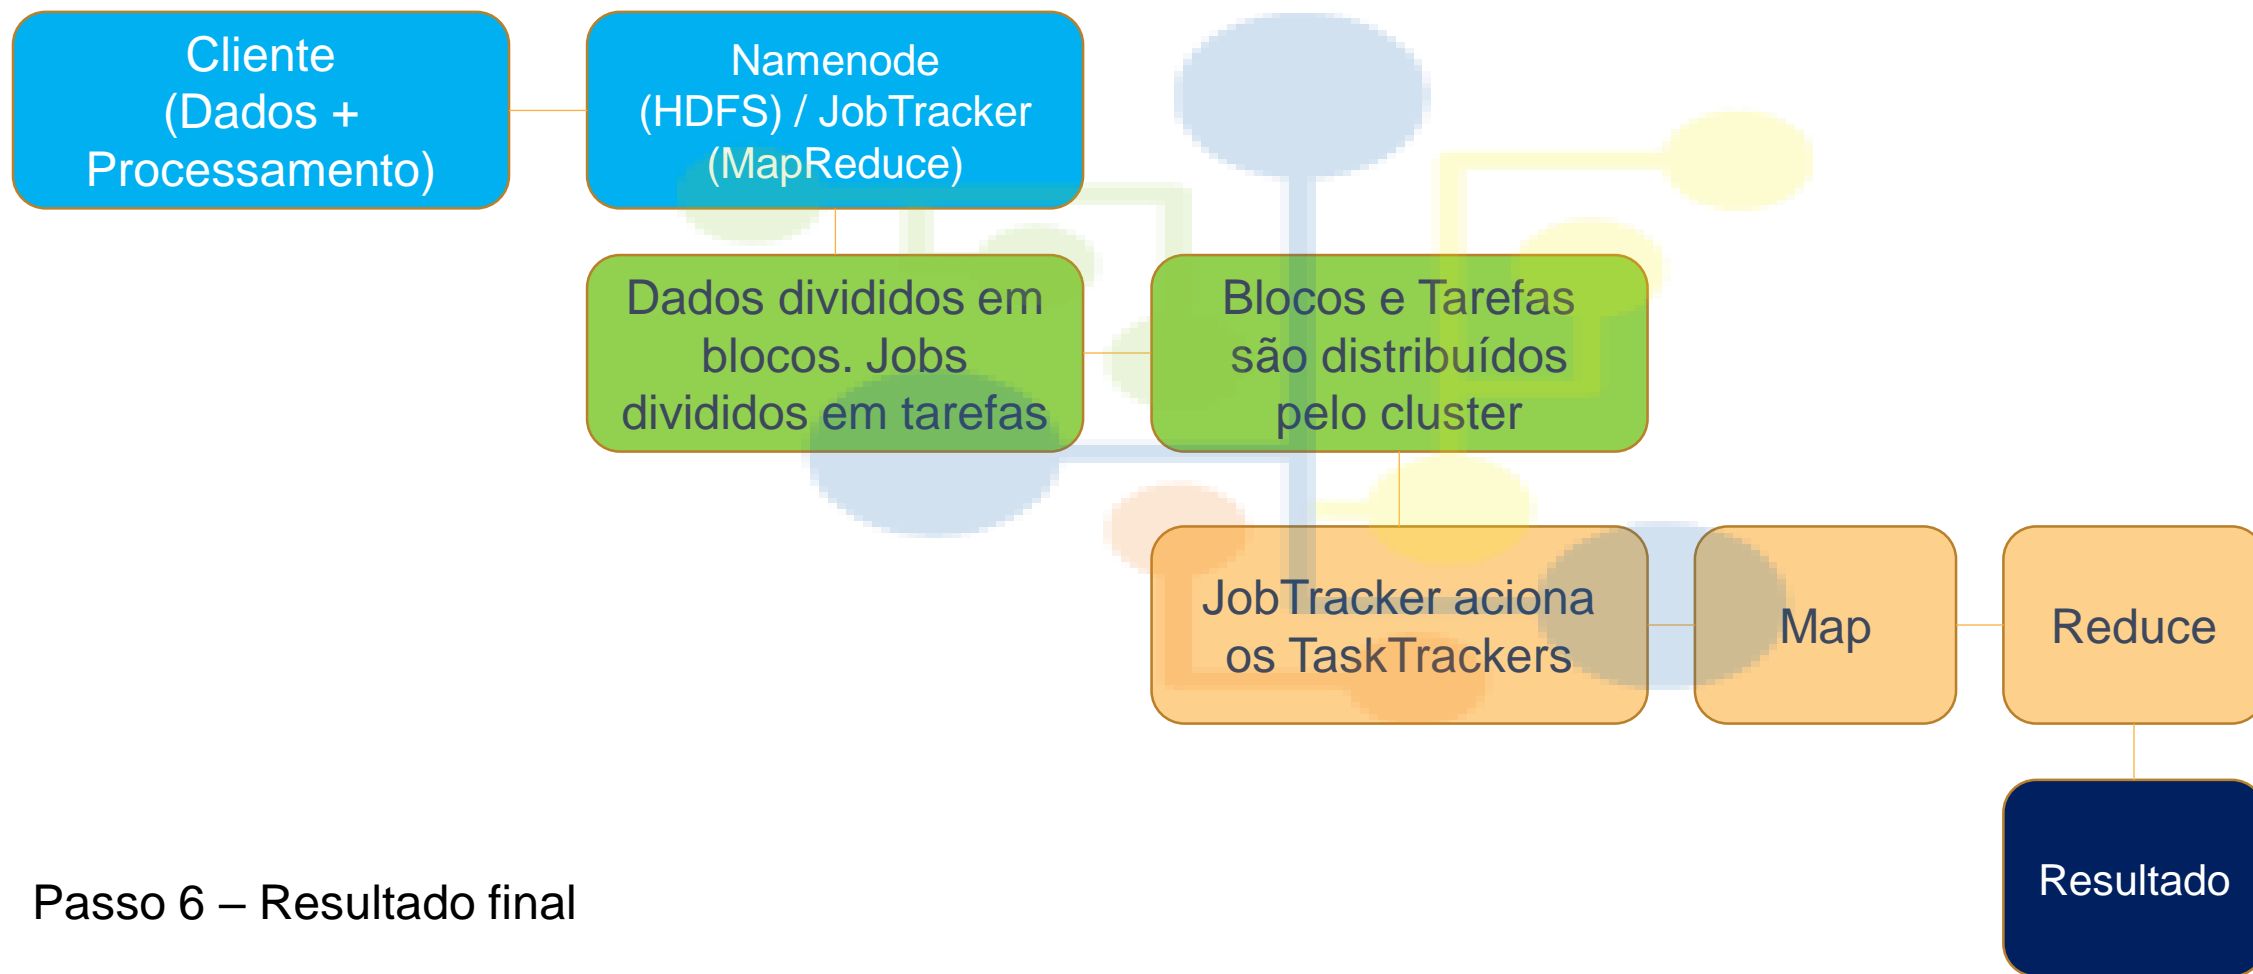 Cliente
(Dados +
Processamento)
Namenode
(HDFS) / JobTracker
(MapReduce)
Dados divididos em
blocos. Jobs
divididos em tarefas
Blocos e Tarefas
são distribuídos
pelo cluster
JobTracker aciona
os TaskTrackers
Map
Reduce
Resultado
Passo 6 – Resultado final